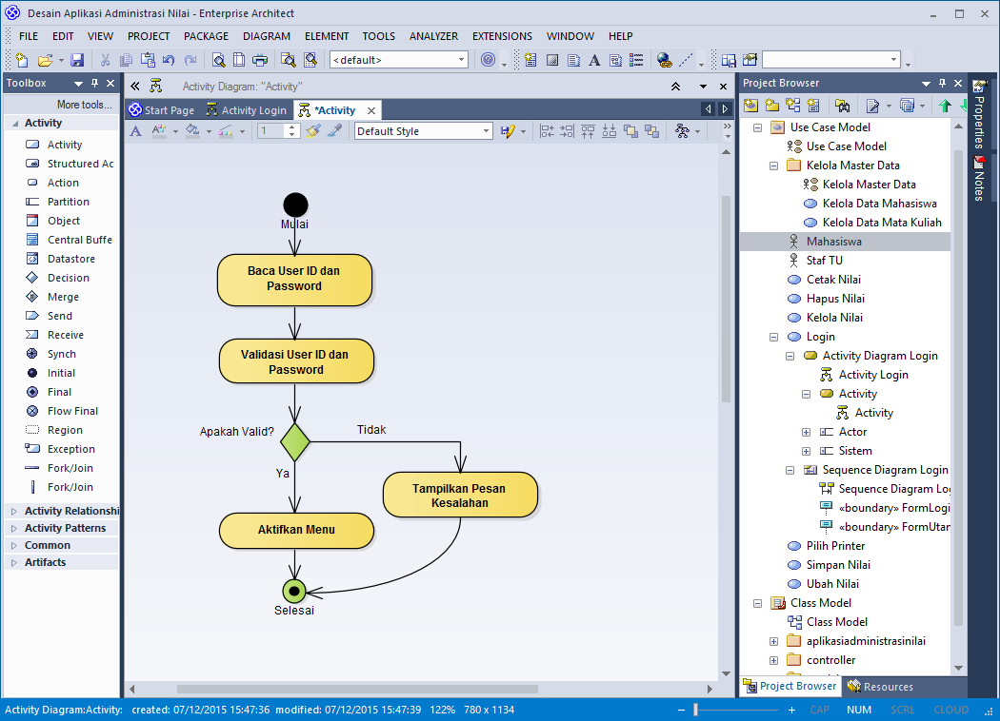 Desain Aplikasi Administrasi Nilai - Enterprise Architect
FILE EDIT VIEW PROJECT PACKAGE DIAGRAM ELEMENT TOOLS ANALYZER EXTENSIONS WINDOW HELP
<default>
Toolbox
More tools...
Activity
Activity
Structured Ac
Action
Partition
Object
Central Buffe
Datastore
Decision
Merge
Send
Receive
Synch
Initial
Final
Flow Final
Region
Exception
Fork/Join
Fork/Join
Activity Relationshi
Activity Patterns
Common
Artifacts
Activity Diagram: "Activity"
Start Page Activity Login *Activity
1 Default Style
Mulai
Baca User ID dan
Password
Validasi User ID dan
Password
Apakah Valid?
Tidak
Ya
Tampilkan Pesan
Kesalahan
Aktifkan Menu
Selesai
Project Browser
Use Case Model
Use Case Model
Kelola Master Data
Kelola Master Data
Kelola Data Mahasiswa
Kelola Data Mata Kuliah
Mahasiswa
Staf TU
Cetak Nilai
Hapus Nilai
Kelola Nilai
Login
Activity Diagram Login
Activity Login
Activity
Activity
Actor
Sistem
Sequence Diagram Login
Sequence Diagram Lo
«boundary» FormLogi
«boundary» FormUtan
Pilih Printer
Simpan Nilai
Ubah Nilai
Class Model
Class Model
aplikasiadministrasinilai
controller
Project Browser Resources
Properties
Notes
Activity Diagram:Activity: created: 07/12/2015 15:47:36 modified: 07/12/2015 15:47:39 122% 780 x 1134 CAP NUM SCRL CLOUD